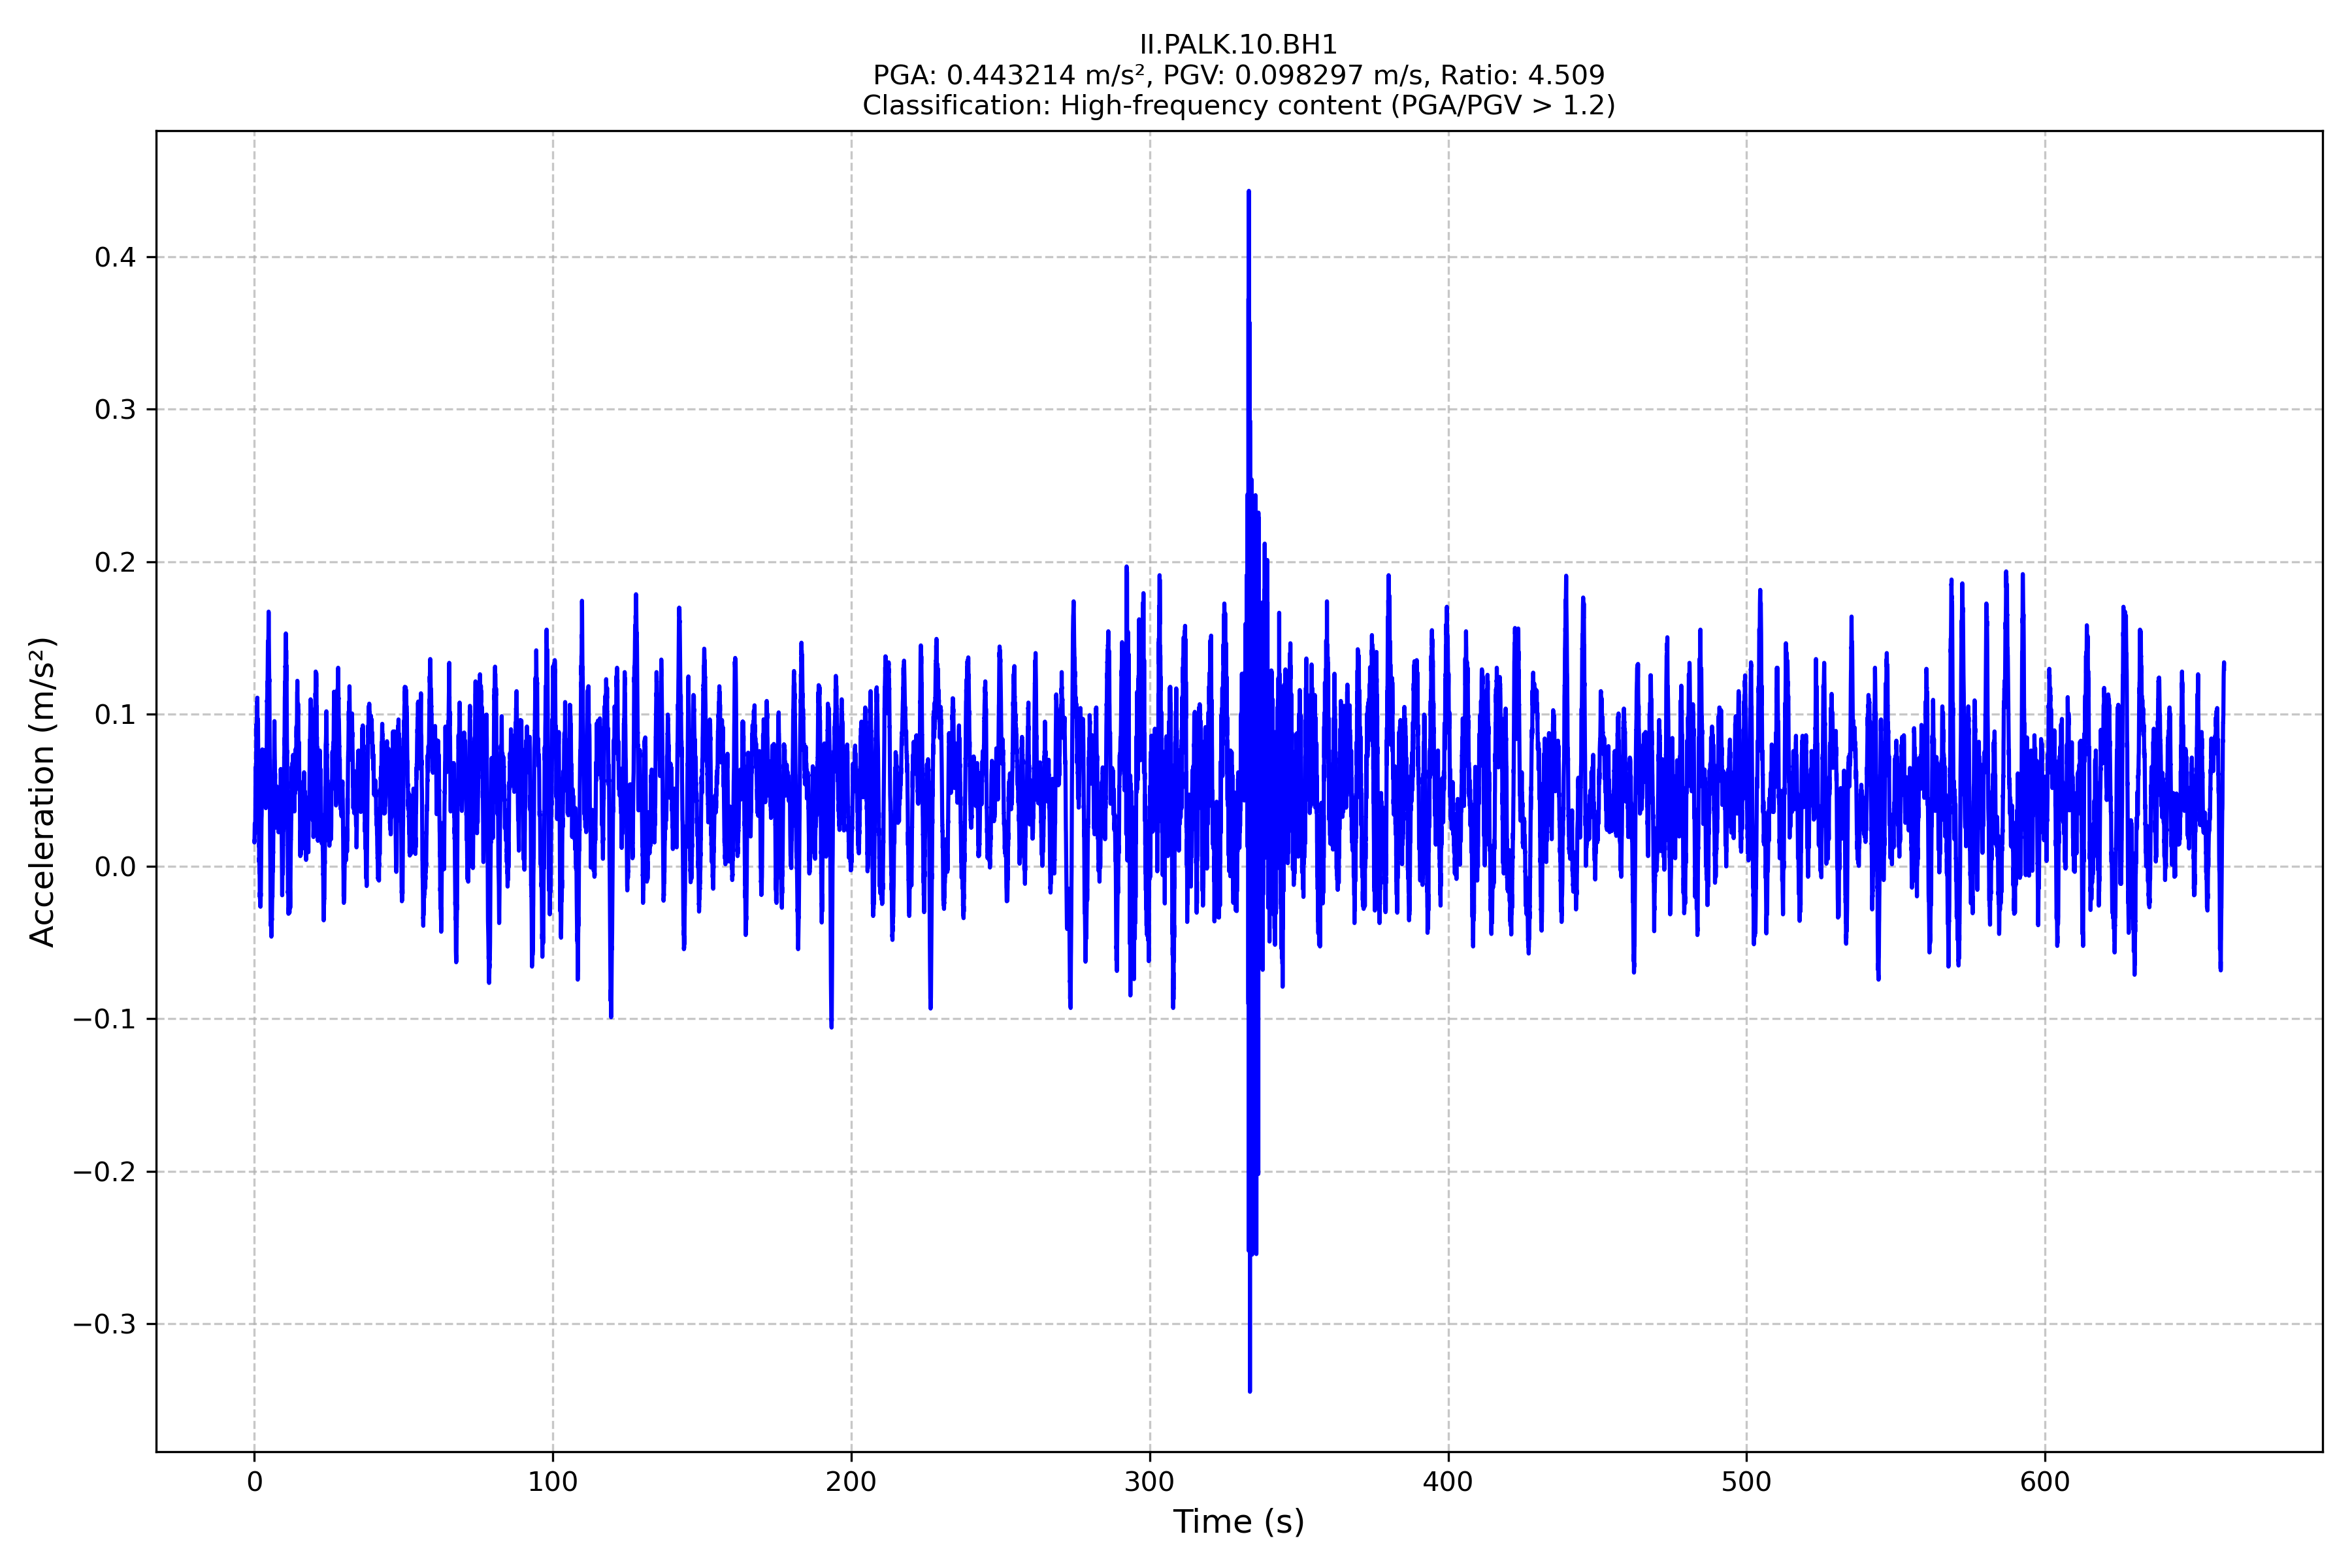 II.PALK.10.BH1
PGA: 0.443214 m/s², PGV: 0.098297 m/s, Ratio: 4.509
Classification: High-frequency content (PGA/PGV > 1.2)
Acceleration (m/s²)
0.4
0.3
0.2
0.1
0.0
−0.1
−0.2
−0.3
0 100 200 300 400 500 600
Time (s)